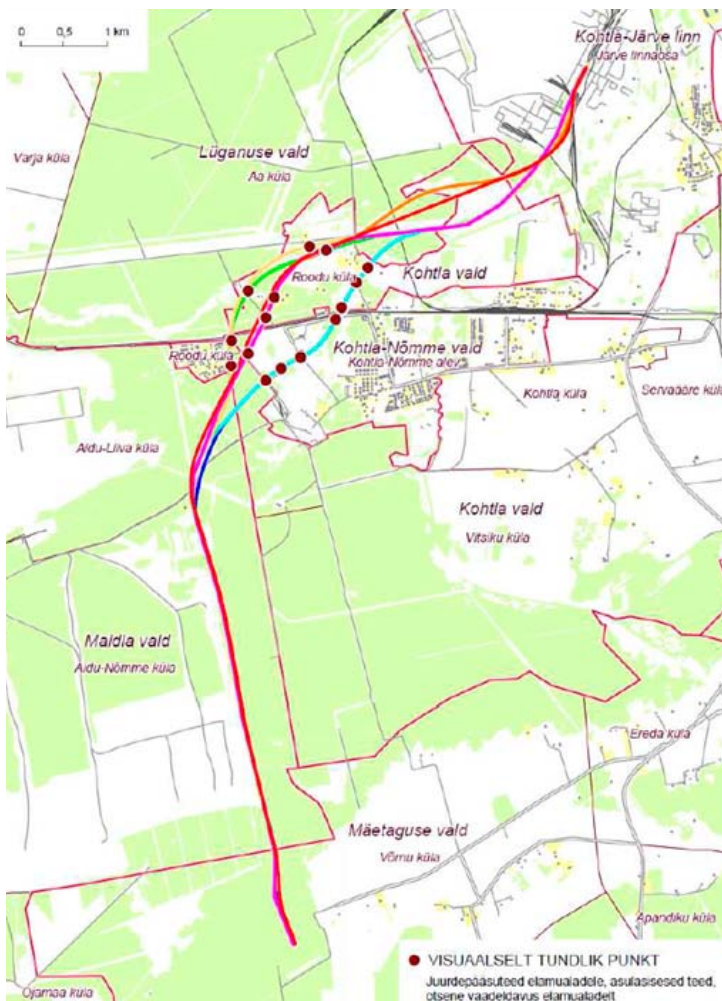 0 0,5 1 km
Kohtla-Järve linn
Järve linnaosa
Lüganuse vald
Aa küla
Varja küla
Roodu küla
Kohtla vald
Roodu küla
Kohtla-Nõmme vald
Kohtla-Nõmme alev
Kohtla küla
Servaääre küla
Aidu-Liiva küla
Kohtla vald
Vitsiku küla
Maidla vald
Aidu-Nõmme küla
Ereda küla
Mäetaguse vald
Võrnu küla
Apandiku küla
Ojamaa küla
VISUAALSELT TUNDLIK PUNKT
Juurdepääsuteed elamualadele, asulasisesed teed,
otsene vaadeldavus elamualadelt